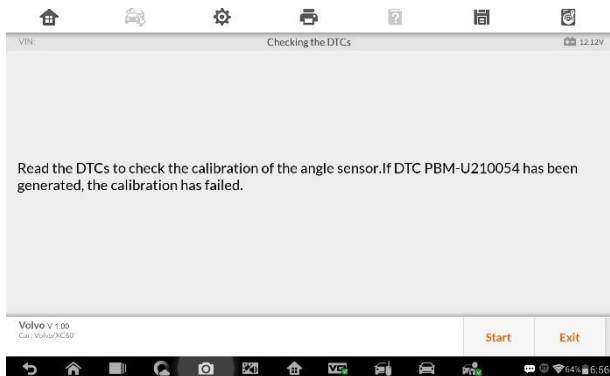 VIN:
Checking the DTCs
12.12V
Read the DTCs to check the calibration of the angle sensor.If DTC PBM-U210054 has been
generated, the calibration has failed.
Volvo V 1.00
Car: Volvo/XC60
Start
Exit
64% 6:56